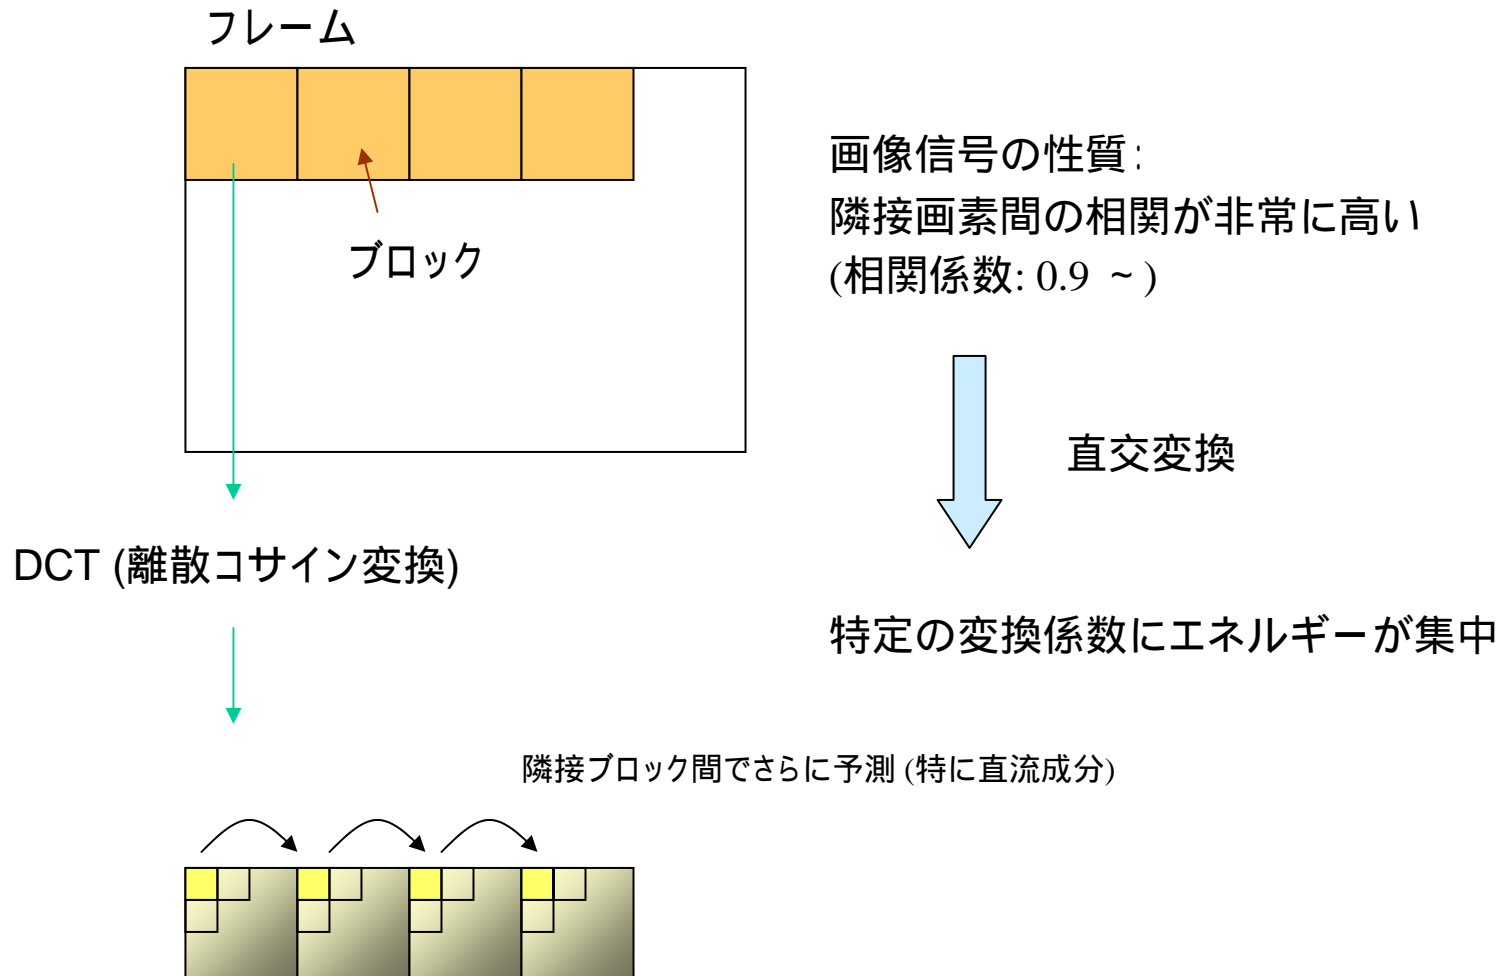 フレーム
ブロック
画像信号の性質:
隣接画素間の相関が非常に高い
(相関係数: 0.9 ~ )
直交変換
DCT (離散コサイン変換)
特定の変換係数にエネルギーが集中
隣接ブロック間でさらに予測 (特に直流成分)